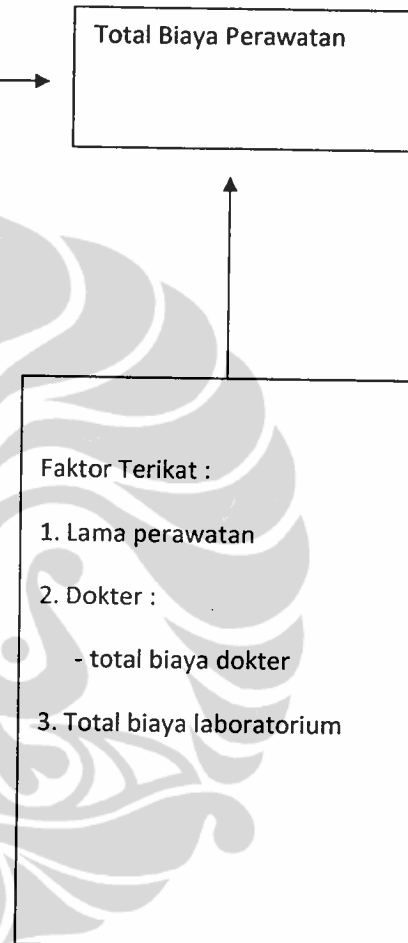 Total Biaya Perawatan
Faktor Terikat :
1. Lama perawatan
2. Dokter :
- total biaya dokter
3. Total biaya laboratorium